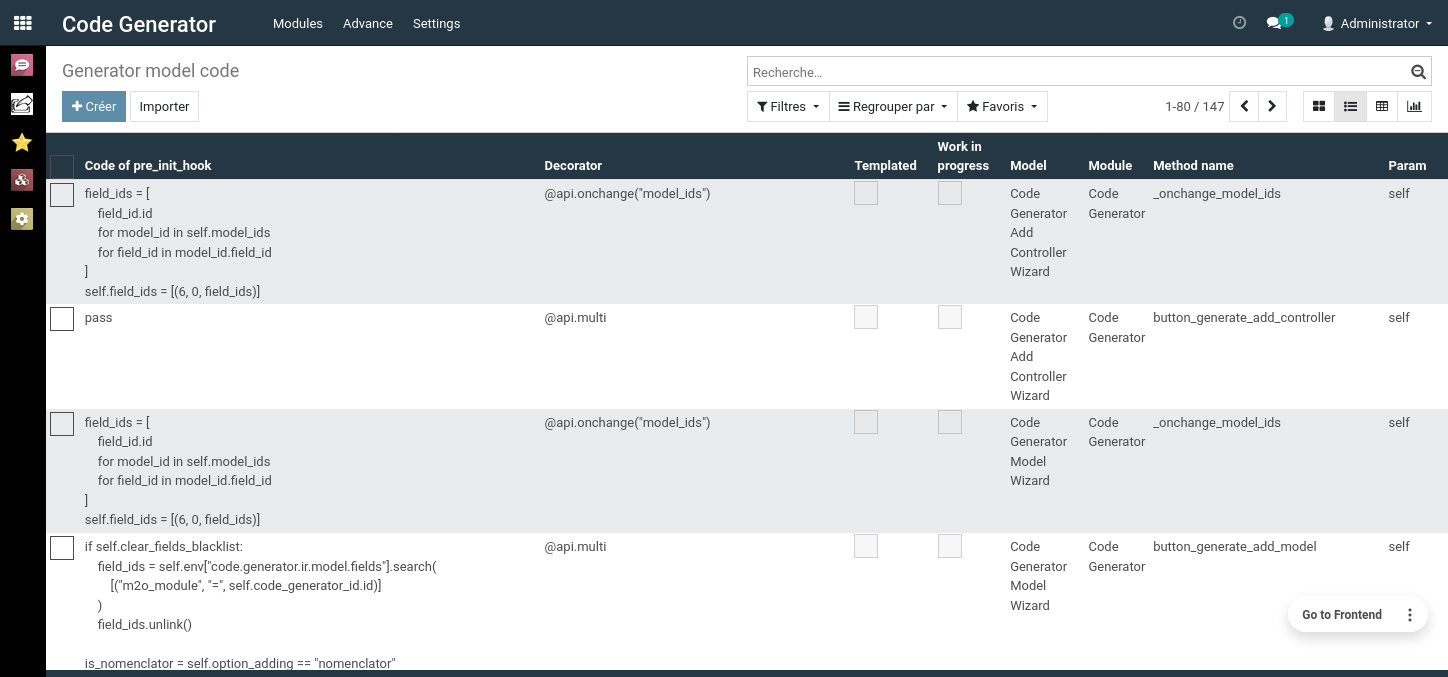 Code Generator Modules Advance Settings 1 Administrator
Generator model code
Recherche...
Créer Importer
Filtres Regrouper par Favoris 1-80 / 147
Code of pre_init_hook Decorator Templated Work in progress Model Module Method name Param
field_ids = [ @api.onchange("model_ids") Code Code _onchange_model_ids self
field_id.id Generator Generator
for model_id in self.model_ids Add
for field_id in model_id.field_id Controller
] Wizard
self.field_ids = [(6, 0, field_ids)]
pass @api.multi Code Code button_generate_add_controller self
Generator Generator
Add
Controller
Wizard
field_ids = [ @api.onchange("model_ids") Code Code _onchange_model_ids self
field_id.id Generator Generator
for model_id in self.model_ids Model
for field_id in model_id.field_id Wizard
]
self.field_ids = [(6, 0, field_ids)]
if self.clear_fields_blacklist: @api.multi Code Code button_generate_add_model self
field_ids = self.env["code.generator.ir.model.fields"].search( Generator Generator
[("m2o_module", "=", self.code_generator_id.id)] Model
) Wizard
field_ids.unlink()
Go to Frontend
is_nomenclator = self.option_adding == "nomenclator"